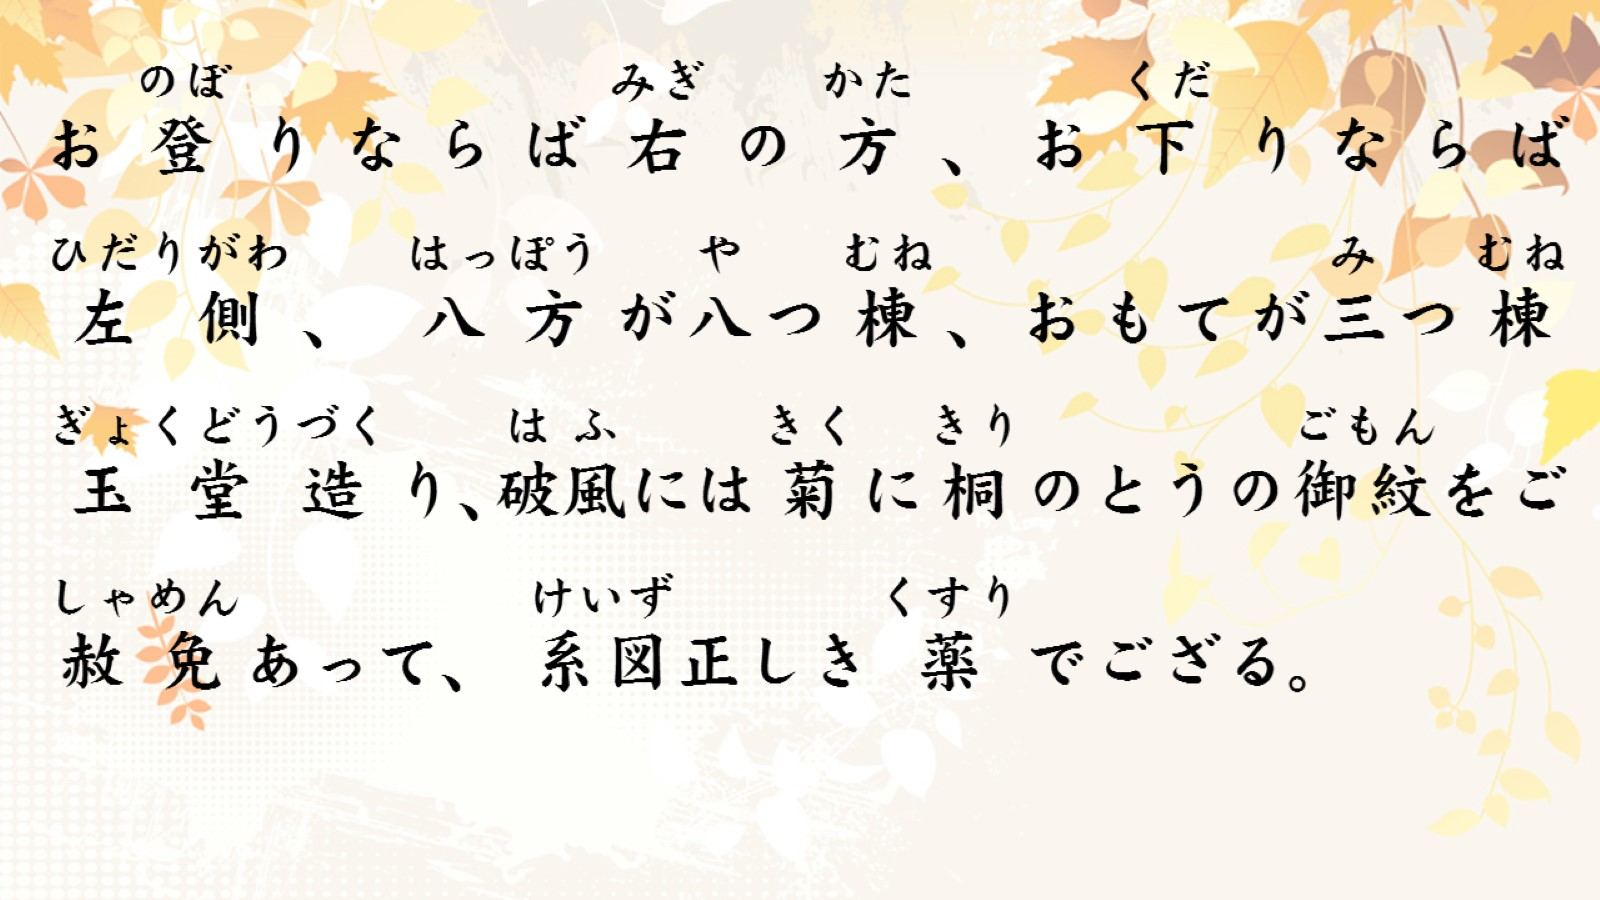 のぼ みぎ かた くだ
お登りならば右の方、お下りならば
ひだりがわ はっぽう や むね み むね
左側、八方が八つ棟、おもてが三つ棟
ぎょくどうづく はふ きく きり ごもん
玉堂造り、破風には菊に桐のとうの御紋をご
しゃめん けいず くすり
赦免あって、系図正しき薬でござる。